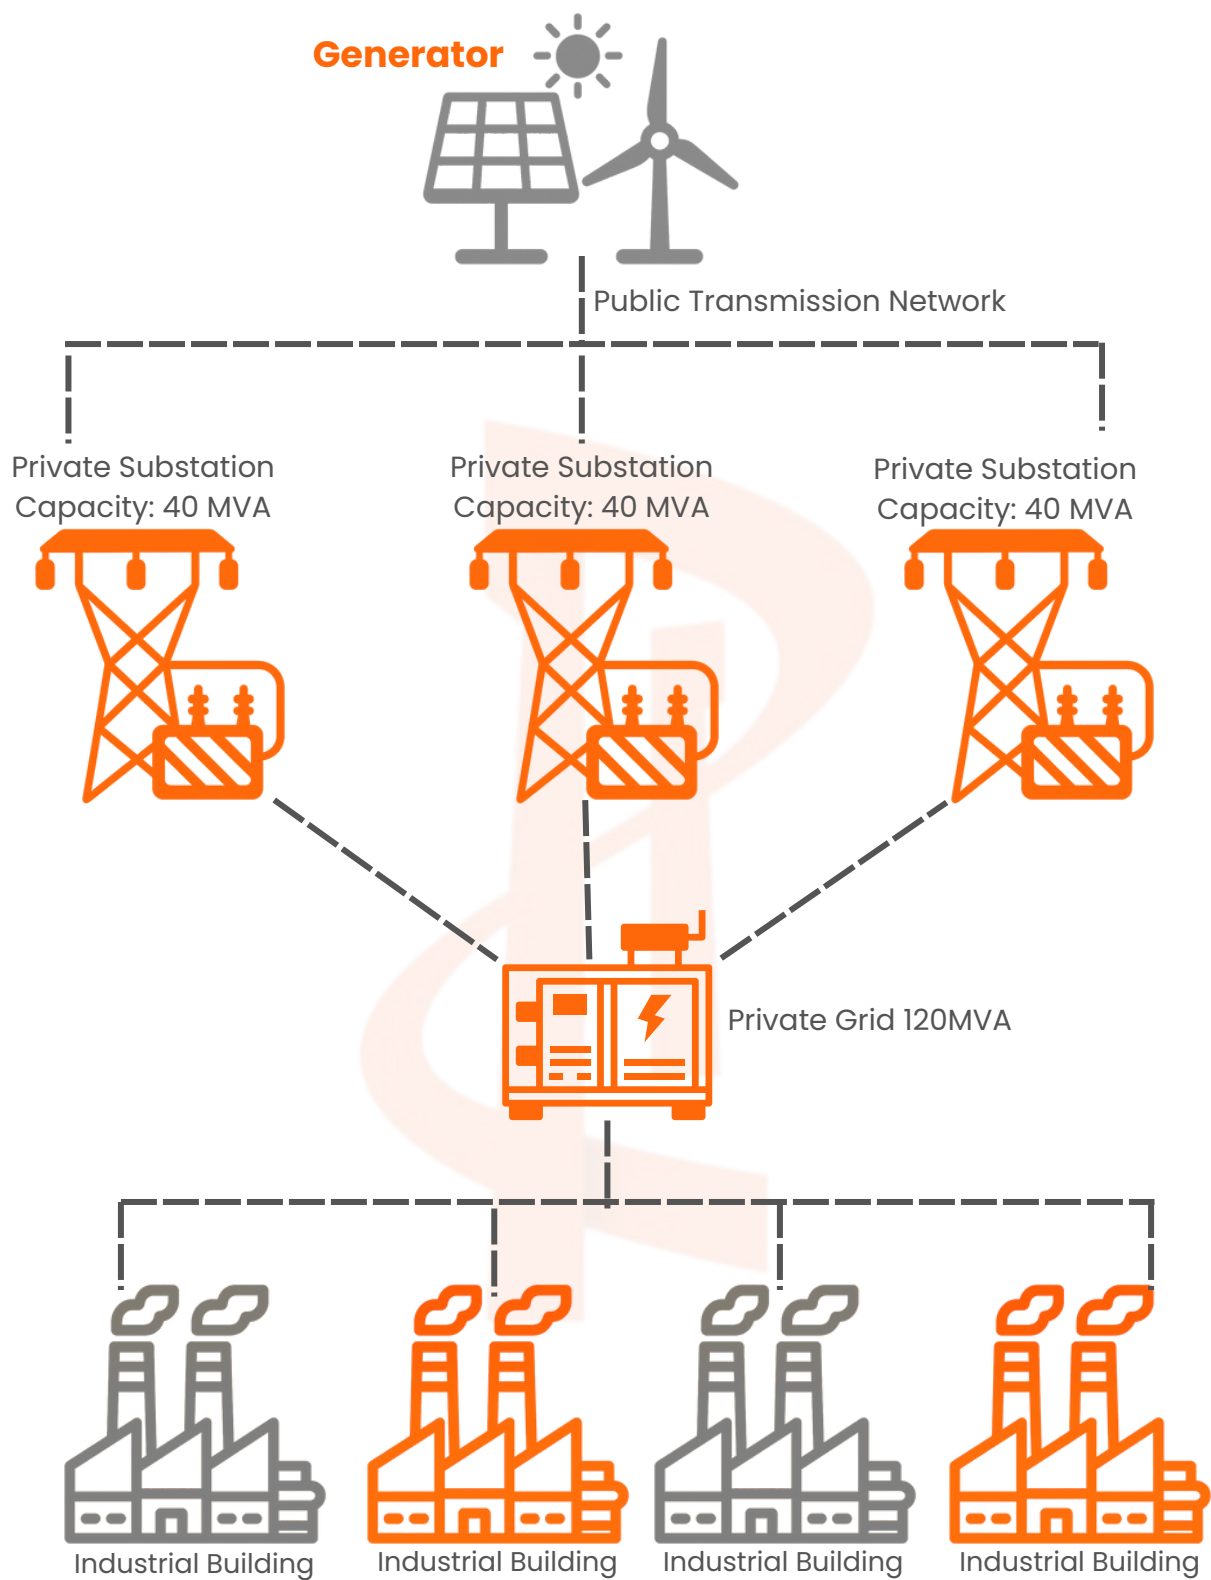 Generator
Public Transmission Network
Private Substation
Capacity: 40 MVA
Private Substation
Capacity: 40 MVA
Private Substation
Capacity: 40 MVA
Private Grid 120MVA
Industrial Building
Industrial Building
Industrial Building
Industrial Building